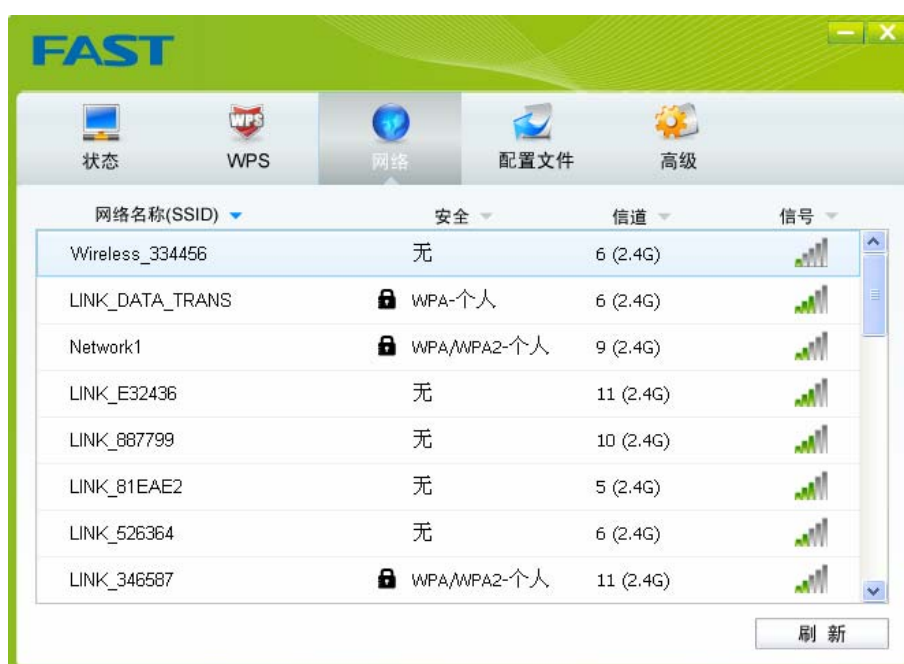 FAST
状态 WPS 网络 配置文件 高级
网络名称(SSID) 安全 信道 信号
Wireless_334456 无 6 (2.4G)
LINK_DATA_TRANS WPA-个人 6 (2.4G)
Network1 WPA/WPA2-个人 9 (2.4G)
LINK_E32436 无 11 (2.4G)
LINK_887799 无 10 (2.4G)
LINK_81EAE2 无 5 (2.4G)
LINK_526364 无 6 (2.4G)
LINK_346587 WPA/WPA2-个人 11 (2.4G)
刷 新